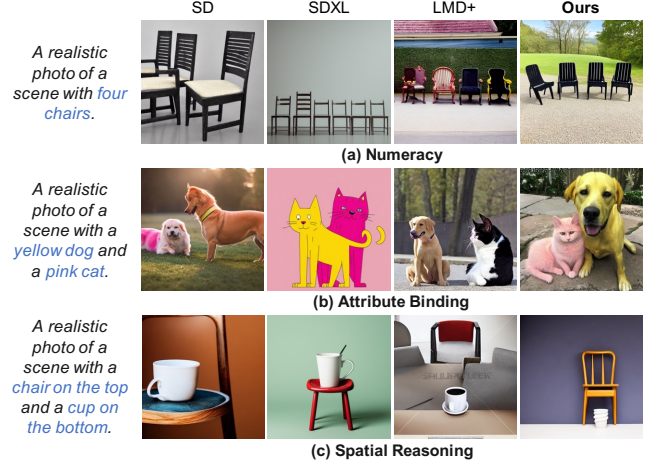 SD SDXL LMD+ Ours
A realistic
photo of a
scene with four
chairs.
(a) Numeracy
A realistic
photo of a
scene with a
yellow dog and
a pink cat.
(b) Attribute Binding
A realistic
photo of a
scene with a
chair on the top
and a cup on
the bottom.
(c) Spatial Reasoning